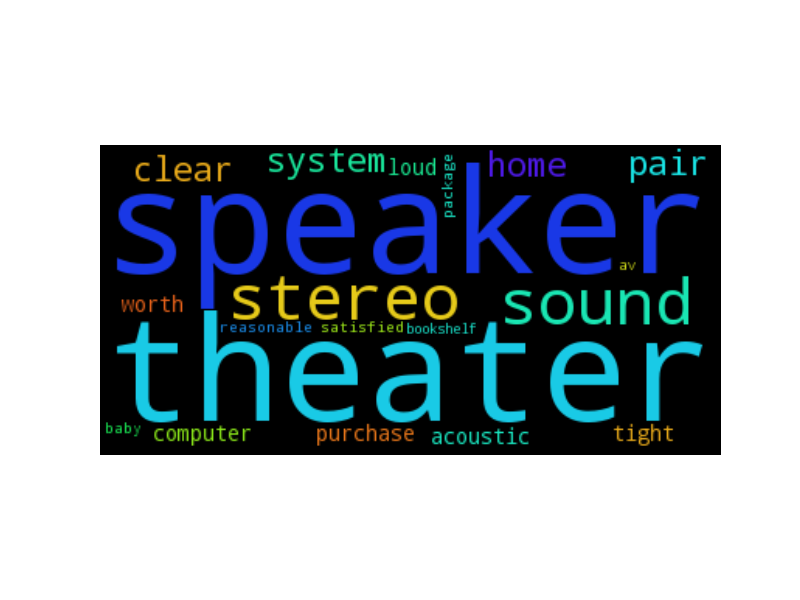 clear system loud package home pair
speaker
av
worth stereo sound
reasonable satisfied bookshelf
theater
baby computer purchase acoustic tight